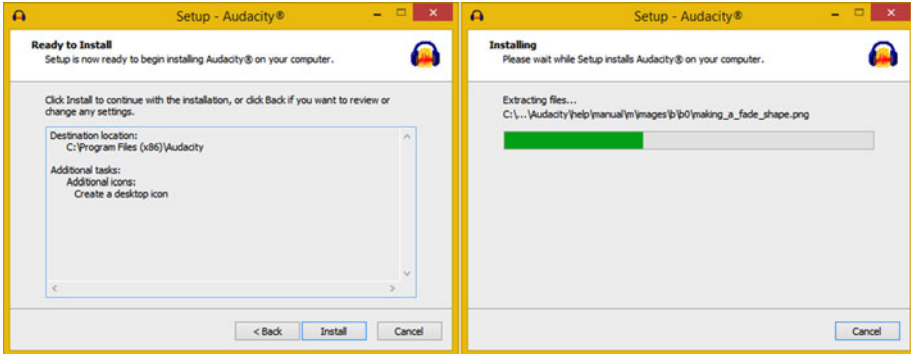 Setup - Audacity®
Ready to Install
Setup is now ready to begin installing Audacity® on your computer.
Click Install to continue with the installation, or click Back if you want to review or
change any settings.
Destination location:
C:\Program Files (x86)\Audacity
Additional tasks:
Additional icons:
Create a desktop icon
< Back
Install
Cancel
Setup - Audacity®
Installing
Please wait while Setup installs Audacity® on your computer.
Extracting files...
C:\...\Audacity\help\manual\m\images\b\b0\making_a_fade_shape.png
Cancel